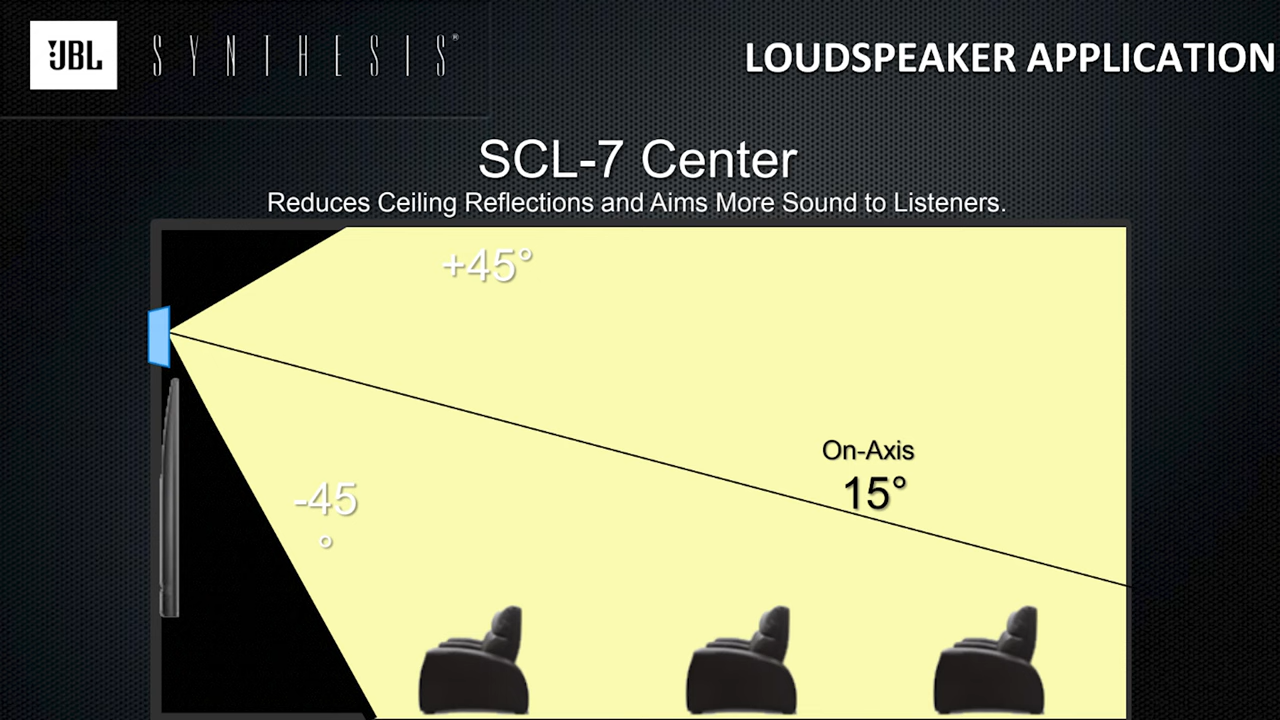 JBL SYNTHESIS®
LOUDSPEAKER APPLICATION
SCL-7 Center
Reduces Ceiling Reflections and Aims More Sound to Listeners.
+45°
On-Axis
15°
-45
°